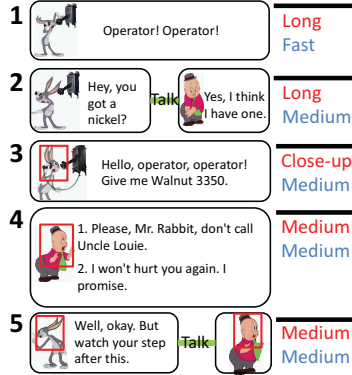 1
Operator! Operator!
Long
Fast
2
Hey, you
got a
nickel?
Talk
Yes, I think
I have one.
Long
Medium
3
Hello, operator, operator!
Give me Walnut 3350.
Close-up
Medium
4
1. Please, Mr. Rabbit, don't call
Uncle Louie.
2. I won't hurt you again. I
promise.
Medium
Medium
5
Well, okay. But
watch your step
after this.
Talk
Medium
Medium